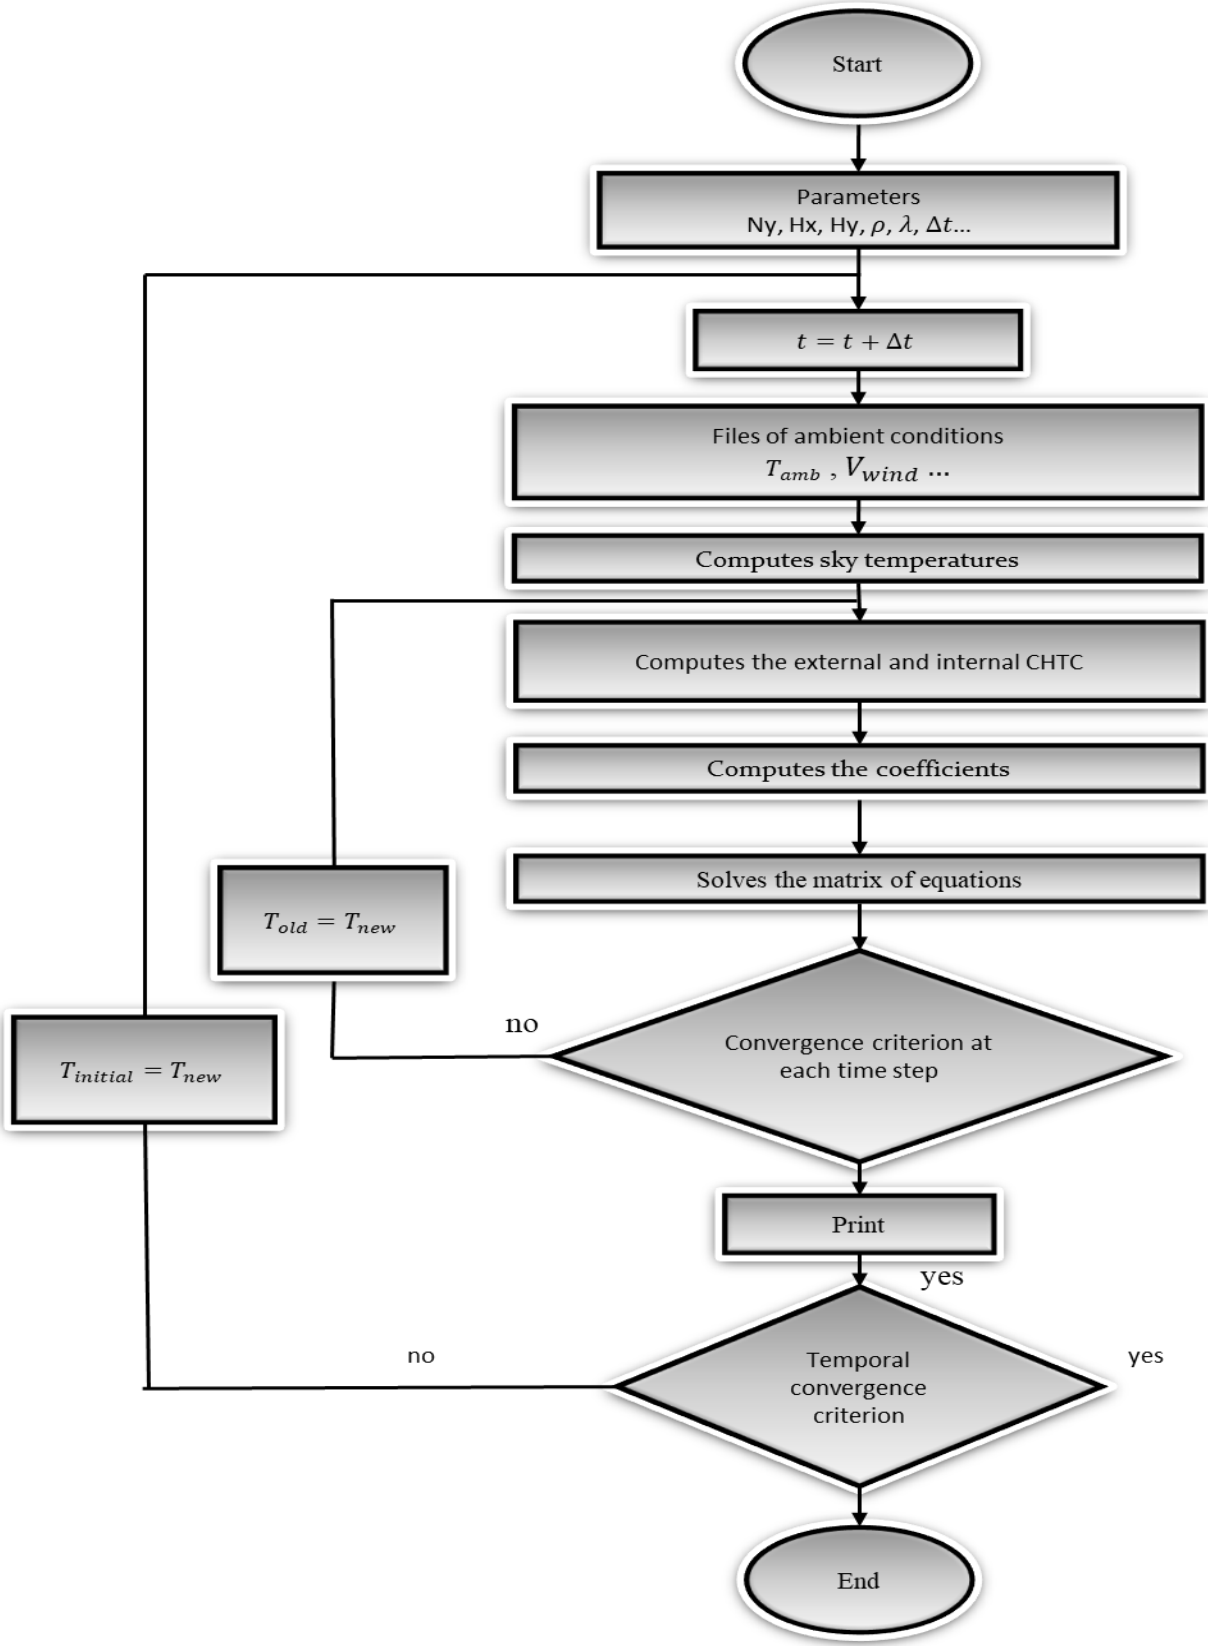 Start
Parameters
Ny, Hx, Hy, ρ, λ, Δt...
t = t + Δt
Files of ambient conditions
T_amb , V_wind ...
Computes sky temperatures
Computes the external and internal CHTC
Computes the coefficients
Solves the matrix of equations
T_old = T_new
no
Convergence criterion at
each time step
T_initial = T_new
Print
yes
no
Temporal
convergence
criterion
yes
End